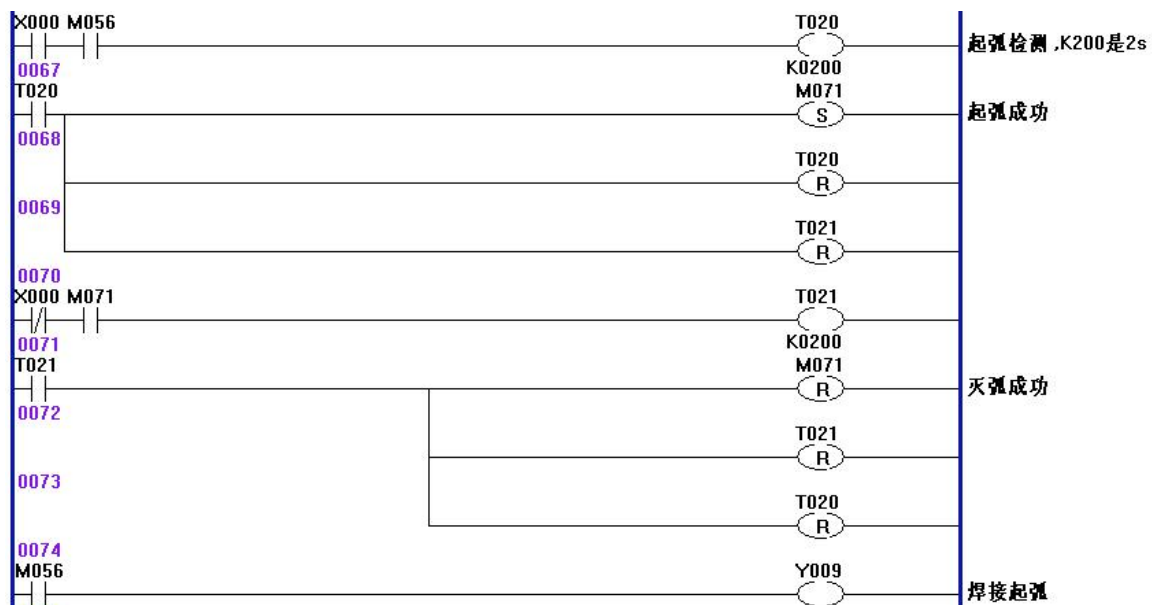 X000 M056 T020
起弧检测,K200是2s
0067 K0200
T020 M071
S 起弧成功
0068
T020
R
0069
T021
R
0070
X000 M071 T021
0071 K0200
T021 M071
R 灭弧成功
0072
T021
R
0073
T020
R
0074
M056 Y009
焊接起弧